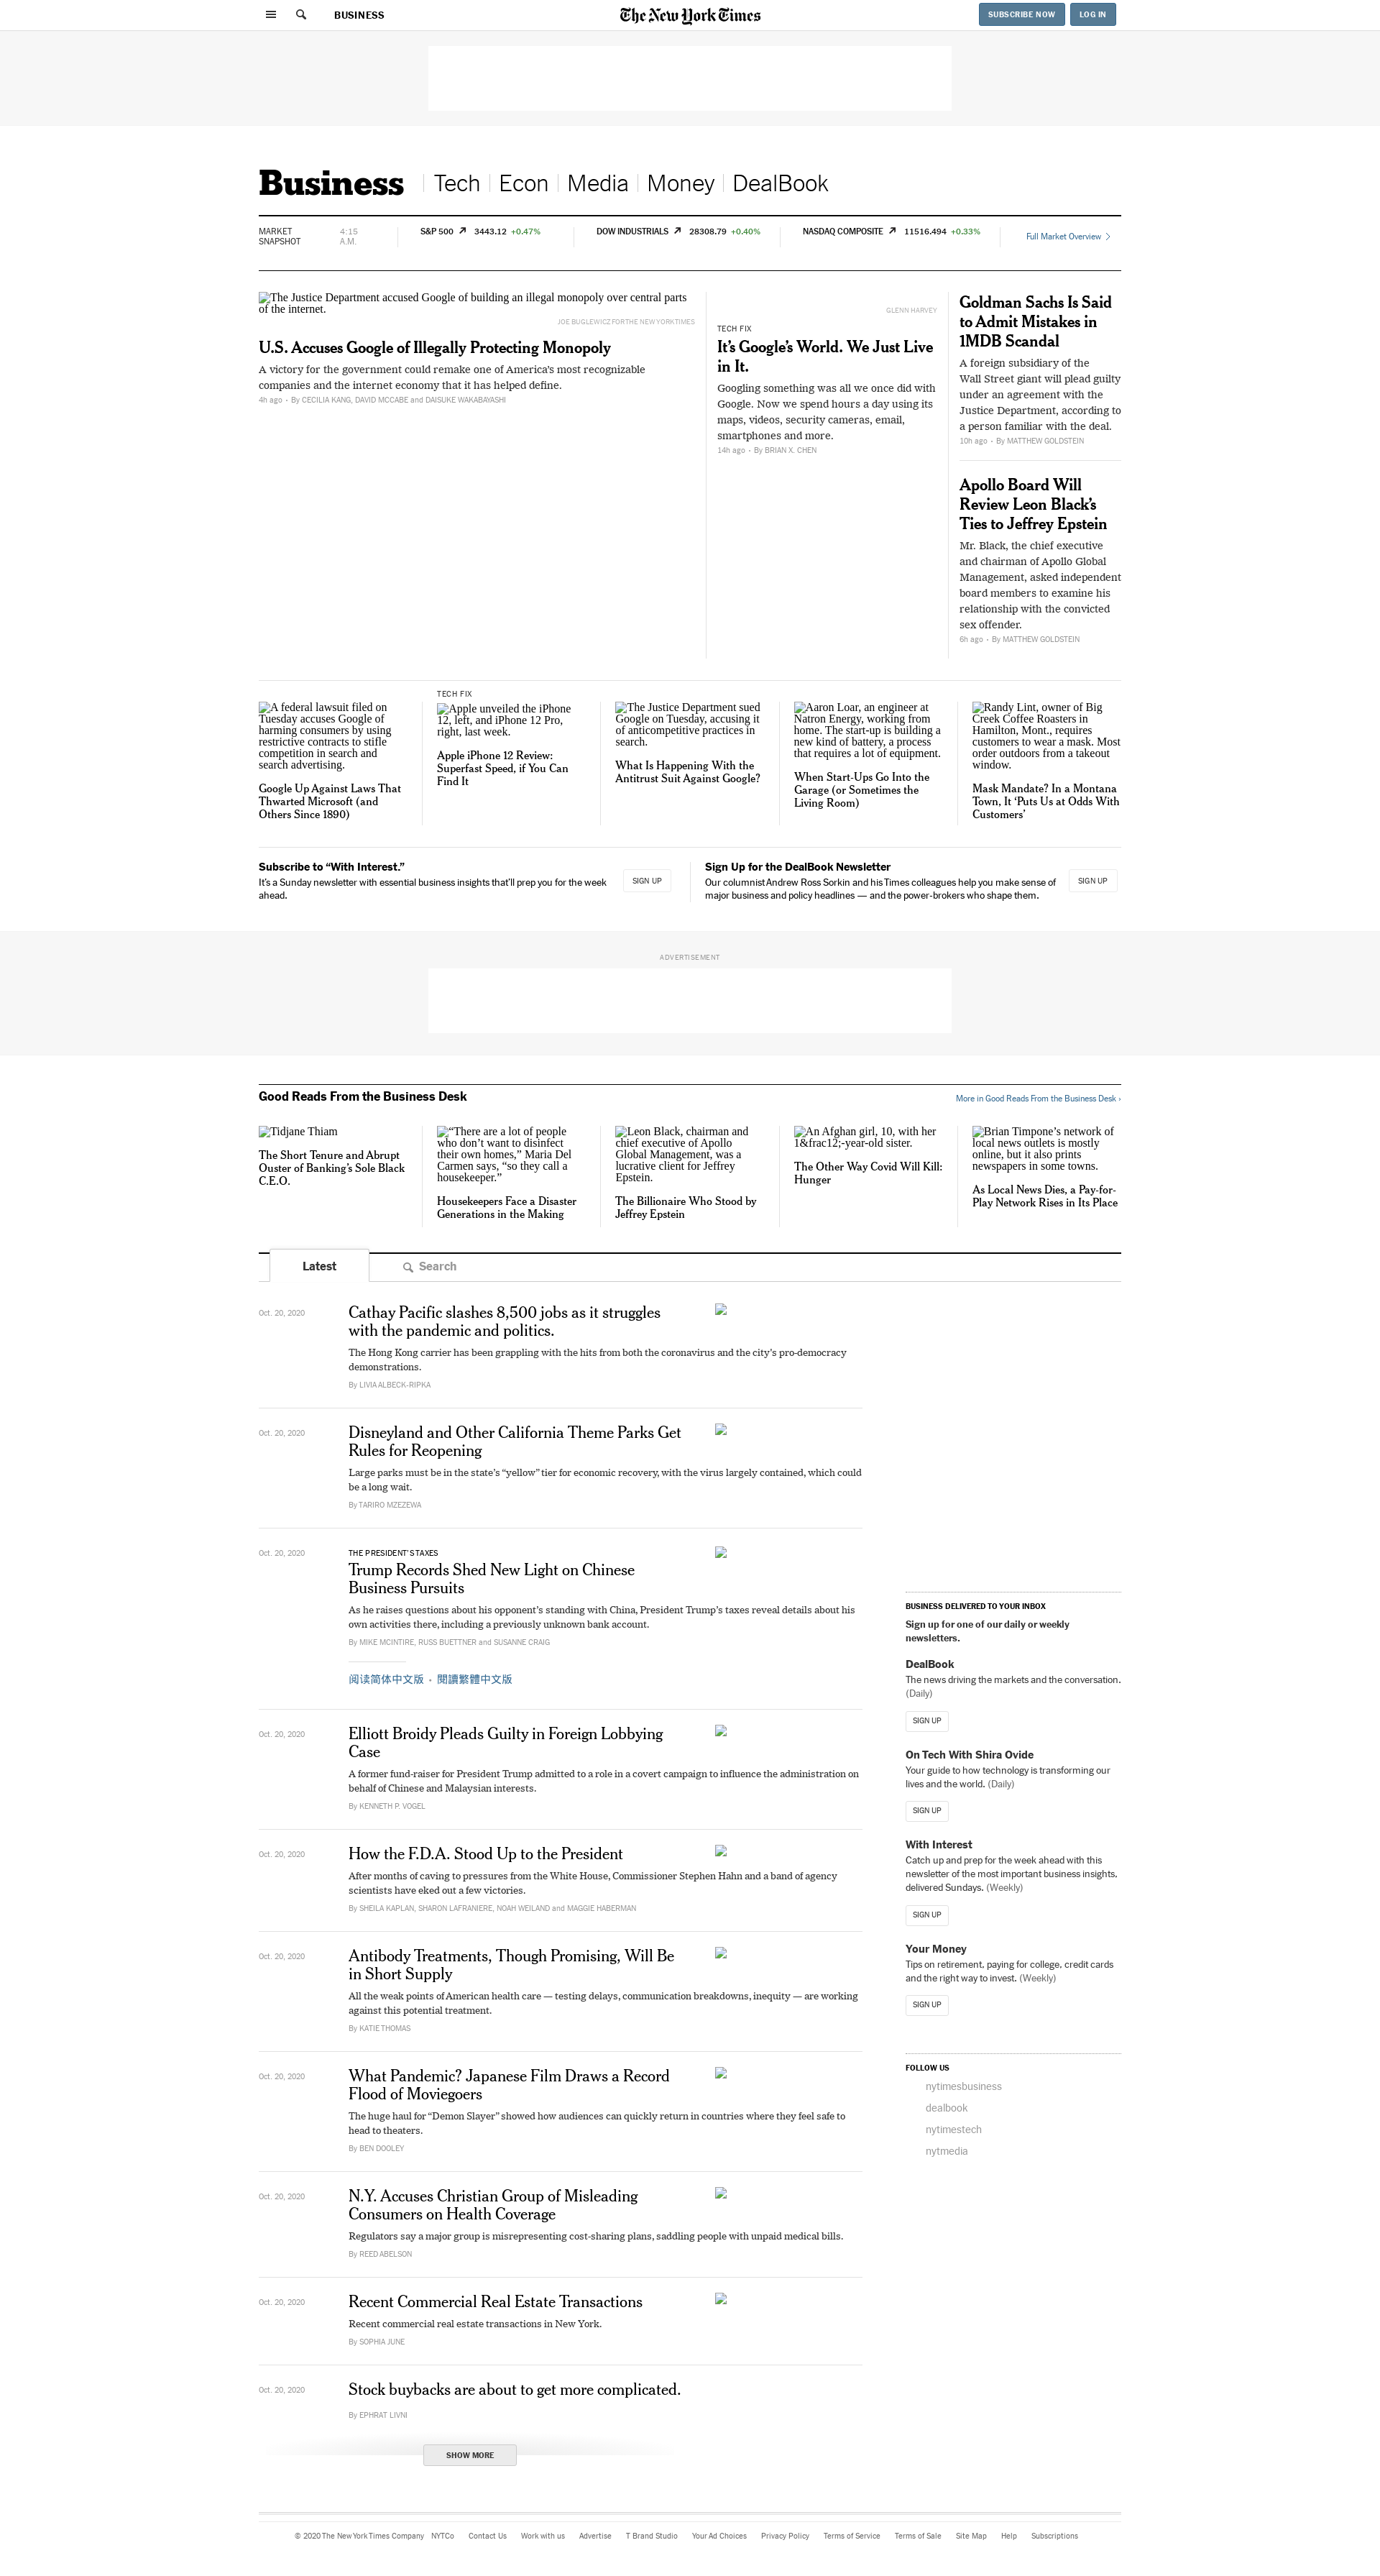 BUSINESS
The New York Times
SUBSCRIBE NOW
LOG IN
Business
Tech
Econ
Media
Money
DealBook
MARKET
SNAPSHOT
4:15
A.M.
S&P 500 3443.12 +0.47%
DOW INDUSTRIALS 28308.79 +0.40%
NASDAQ COMPOSITE 11516.494 +0.33%
Full Market Overview
The Justice Department accused Google of building an illegal monopoly over central parts
of the internet.
JOE BUGLEWICZ FOR THE NEW YORK TIMES
U.S. Accuses Google of Illegally Protecting Monopoly
A victory for the government could remake one of America’s most recognizable
companies and the internet economy that it has helped define.
4h ago • By CECILIA KANG, DAVID MCCABE and DAISUKE WAKABAYASHI
GLENN HARVEY
TECH FIX
It’s Google’s World. We Just Live
in It.
Googling something was all we once did with
Google. Now we spend hours a day using its
maps, videos, security cameras, email,
smartphones and more.
14h ago • By BRIAN X. CHEN
Goldman Sachs Is Said
to Admit Mistakes in
1MDB Scandal
A foreign subsidiary of the
Wall Street giant will plead guilty
under an agreement with the
Justice Department, according to
a person familiar with the deal.
10h ago • By MATTHEW GOLDSTEIN
Apollo Board Will
Review Leon Black’s
Ties to Jeffrey Epstein
Mr. Black, the chief executive
and chairman of Apollo Global
Management, asked independent
board members to examine his
relationship with the convicted
sex offender.
6h ago • By MATTHEW GOLDSTEIN
A federal lawsuit filed on
Tuesday accuses Google of
harming consumers by using
restrictive contracts to stifle
competition in search and
search advertising.
Google Up Against Laws That
Thwarted Microsoft (and
Others Since 1890)
TECH FIX
Apple unveiled the iPhone
12, left, and iPhone 12 Pro,
right, last week.
Apple iPhone 12 Review:
Superfast Speed, if You Can
Find It
The Justice Department sued
Google on Tuesday, accusing it
of anticompetitive practices in
search.
What Is Happening With the
Antitrust Suit Against Google?
Aaron Loar, an engineer at
Natron Energy, working from
home. The start-up is building a
new kind of battery, a process
that requires a lot of equipment.
When Start-Ups Go Into the
Garage (or Sometimes the
Living Room)
Randy Lint, owner of Big
Creek Coffee Roasters in
Hamilton, Mont., requires
customers to wear a mask. Most
order outdoors from a takeout
window.
Mask Mandate? In a Montana
Town, It ‘Puts Us at Odds With
Customers’
Subscribe to “With Interest.”
It’s a Sunday newsletter with essential business insights that’ll prep you for the week
ahead.
SIGN UP
Sign Up for the DealBook Newsletter
Our columnist Andrew Ross Sorkin and his Times colleagues help you make sense of
major business and policy headlines — and the power-brokers who shape them.
SIGN UP
ADVERTISEMENT
Good Reads From the Business Desk
More in Good Reads From the Business Desk ›
Tidjane Thiam
The Short Tenure and Abrupt
Ouster of Banking’s Sole Black
C.E.O.
“There are a lot of people
who don’t want to disinfect
their own homes,” Maria Del
Carmen says, “so they call a
housekeeper.”
Housekeepers Face a Disaster
Generations in the Making
Leon Black, chairman and
chief executive of Apollo
Global Management, was a
lucrative client for Jeffrey
Epstein.
The Billionaire Who Stood by
Jeffrey Epstein
An Afghan girl, 10, with her
1&frac12;-year-old sister.
The Other Way Covid Will Kill:
Hunger
Brian Timpone’s network of
local news outlets is mostly
online, but it also prints
newspapers in some towns.
As Local News Dies, a Pay-for-
Play Network Rises in Its Place
Latest
Search
Oct. 20, 2020
Cathay Pacific slashes 8,500 jobs as it struggles
with the pandemic and politics.
The Hong Kong carrier has been grappling with the hits from both the coronavirus and the city’s pro-democracy
demonstrations.
By LIVIA ALBECK-RIPKA
Oct. 20, 2020
Disneyland and Other California Theme Parks Get
Rules for Reopening
Large parks must be in the state’s “yellow” tier for economic recovery, with the virus largely contained, which could
be a long wait.
By TARIRO MZEZEWA
Oct. 20, 2020
THE PRESIDENT’S TAXES
Trump Records Shed New Light on Chinese
Business Pursuits
As he raises questions about his opponent’s standing with China, President Trump’s taxes reveal details about his
own activities there, including a previously unknown bank account.
By MIKE MCINTIRE, RUSS BUETTNER and SUSANNE CRAIG
阅读简体中文版 • 閱讀繁體中文版
Oct. 20, 2020
Elliott Broidy Pleads Guilty in Foreign Lobbying
Case
A former fund-raiser for President Trump admitted to a role in a covert campaign to influence the administration on
behalf of Chinese and Malaysian interests.
By KENNETH P. VOGEL
Oct. 20, 2020
How the F.D.A. Stood Up to the President
After months of caving to pressures from the White House, Commissioner Stephen Hahn and a band of agency
scientists have eked out a few victories.
By SHEILA KAPLAN, SHARON LAFRANIERE, NOAH WEILAND and MAGGIE HABERMAN
Oct. 20, 2020
Antibody Treatments, Though Promising, Will Be
in Short Supply
All the weak points of American health care — testing delays, communication breakdowns, inequity — are working
against this potential treatment.
By KATIE THOMAS
Oct. 20, 2020
What Pandemic? Japanese Film Draws a Record
Flood of Moviegoers
The huge haul for “Demon Slayer” showed how audiences can quickly return in countries where they feel safe to
head to theaters.
By BEN DOOLEY
Oct. 20, 2020
N.Y. Accuses Christian Group of Misleading
Consumers on Health Coverage
Regulators say a major group is misrepresenting cost-sharing plans, saddling people with unpaid medical bills.
By REED ABELSON
Oct. 20, 2020
Recent Commercial Real Estate Transactions
Recent commercial real estate transactions in New York.
By SOPHIA JUNE
Oct. 20, 2020
Stock buybacks are about to get more complicated.
By EPHRAT LIVNI
SHOW MORE
BUSINESS DELIVERED TO YOUR INBOX
Sign up for one of our daily or weekly
newsletters.
DealBook
The news driving the markets and the conversation.
(Daily)
SIGN UP
On Tech With Shira Ovide
Your guide to how technology is transforming our
lives and the world. (Daily)
SIGN UP
With Interest
Catch up and prep for the week ahead with this
newsletter of the most important business insights,
delivered Sundays. (Weekly)
SIGN UP
Your Money
Tips on retirement, paying for college, credit cards
and the right way to invest. (Weekly)
SIGN UP
FOLLOW US
nytimesbusiness
dealbook
nytimestech
nytmedia
© 2020 The New York Times Company NYTCo Contact Us Work with us Advertise T Brand Studio Your Ad Choices Privacy Policy Terms of Service Terms of Sale Site Map Help Subscriptions